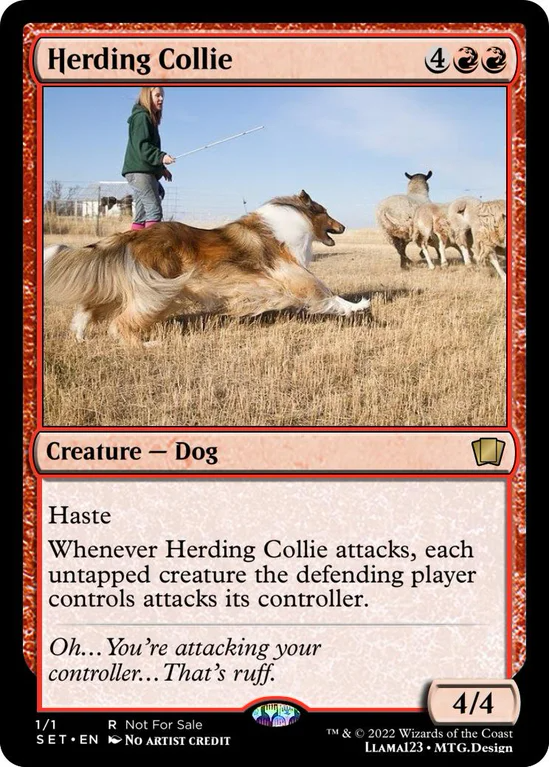 Herding Collie 4
Creature — Dog
Haste
Whenever Herding Collie attacks, each
untapped creature the defending player
controls attacks its controller.
Oh...You're attacking your
controller...That's ruff.
4/4
1/1 R Not For Sale
SET • EN No artist credit
™ & © 2022 Wizards of the Coast
Llama123 • MTG.Design